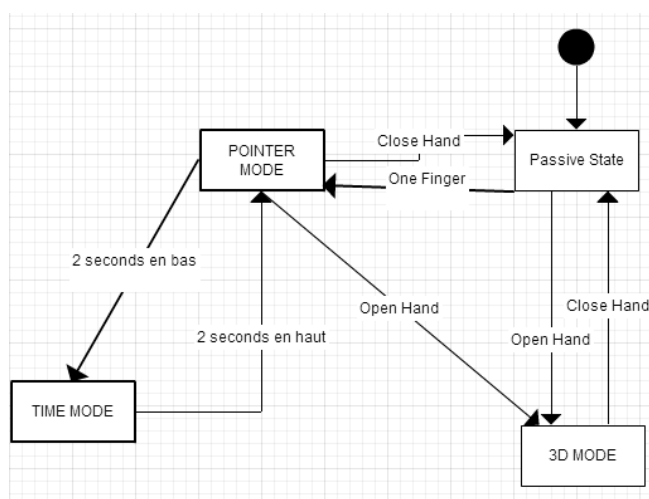 POINTER
MODE
Close Hand
Passive State
One Finger
2 seconds en bas
Open Hand
Close Hand
2 seconds en haut
Open Hand
TIME MODE
3D MODE